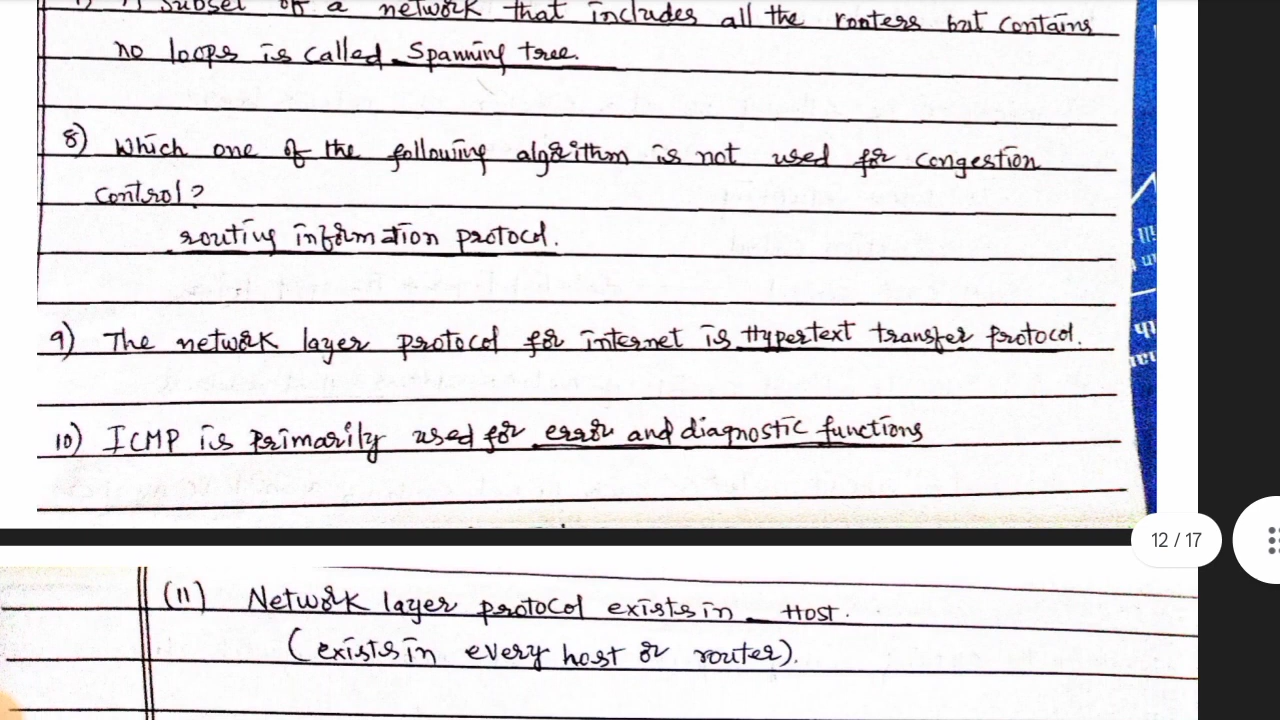 7) A subset of a network that includes all the routers but contains
no loops is called Spanning tree.
8) Which one of the following algorithm is not used for congestion
control?
routing information protocol.
9) The network layer protocol for internet is Hypertext transfer protocol.
10) ICMP is primarily used for error and diagnostic functions
12 / 17
(11) Network layer protocol exists in Host.
(exists in every host or router).